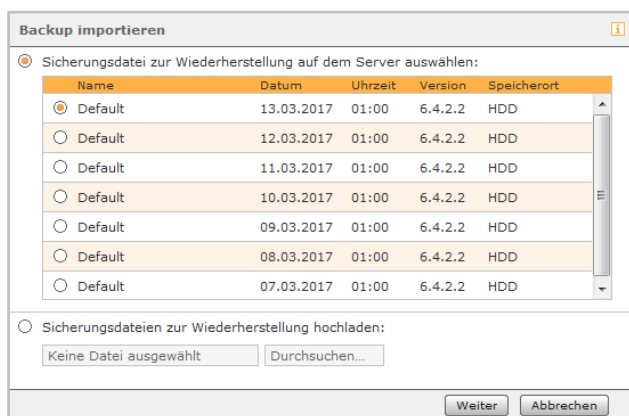 Backup importieren
Sicherungsdatei zur Wiederherstellung auf dem Server auswählen:
Name Datum Uhrzeit Version Speicherort
Default 13.03.2017 01:00 6.4.2.2 HDD
Default 12.03.2017 01:00 6.4.2.2 HDD
Default 11.03.2017 01:00 6.4.2.2 HDD
Default 10.03.2017 01:00 6.4.2.2 HDD
Default 09.03.2017 01:00 6.4.2.2 HDD
Default 08.03.2017 01:00 6.4.2.2 HDD
Default 07.03.2017 01:00 6.4.2.2 HDD
Sicherungsdateien zur Wiederherstellung hochladen:
Keine Datei ausgewählt Durchsuchen...
Weiter Abbrechen